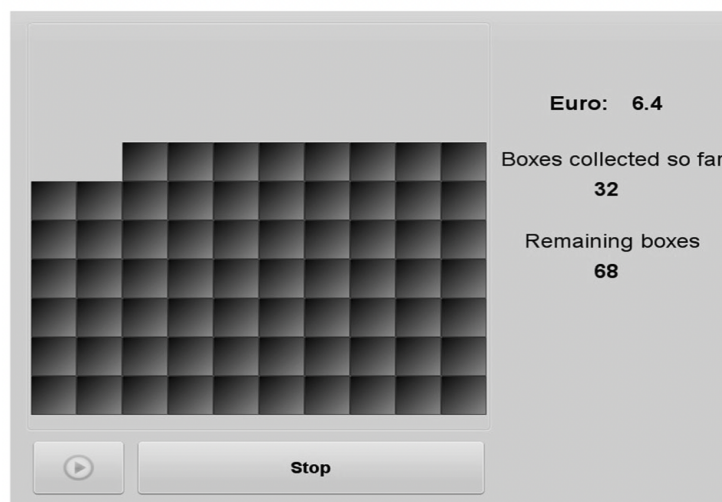 Euro: 6.4
Boxes collected so far
32
Remaining boxes
68
Stop